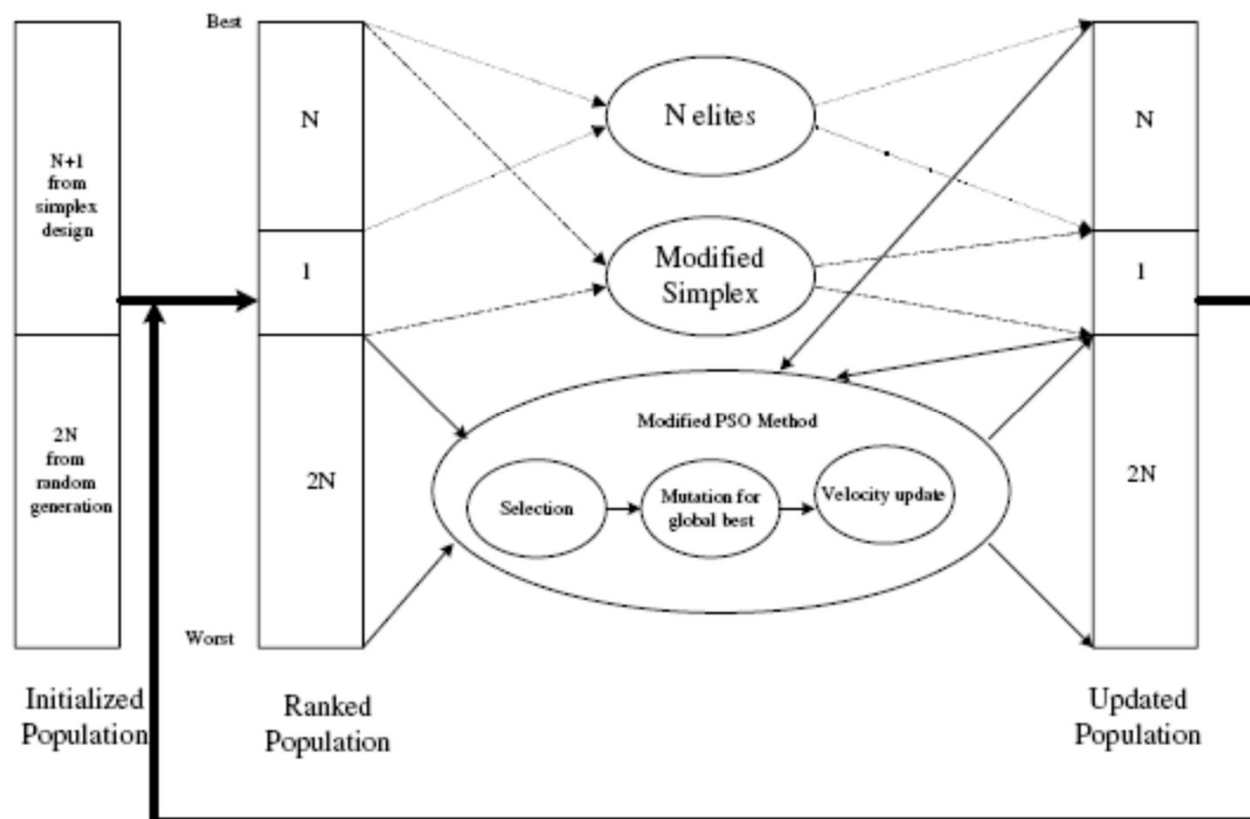 Best
N+1
from
simplex
design
2N
from
random
generation
N
1
2N
Worst
N elites
Modified
Simplex
Modified PSO Method
Selection
Mutation for
global best
Velocity update
N
1
2N
Initialized
Population
Ranked
Population
Updated
Population